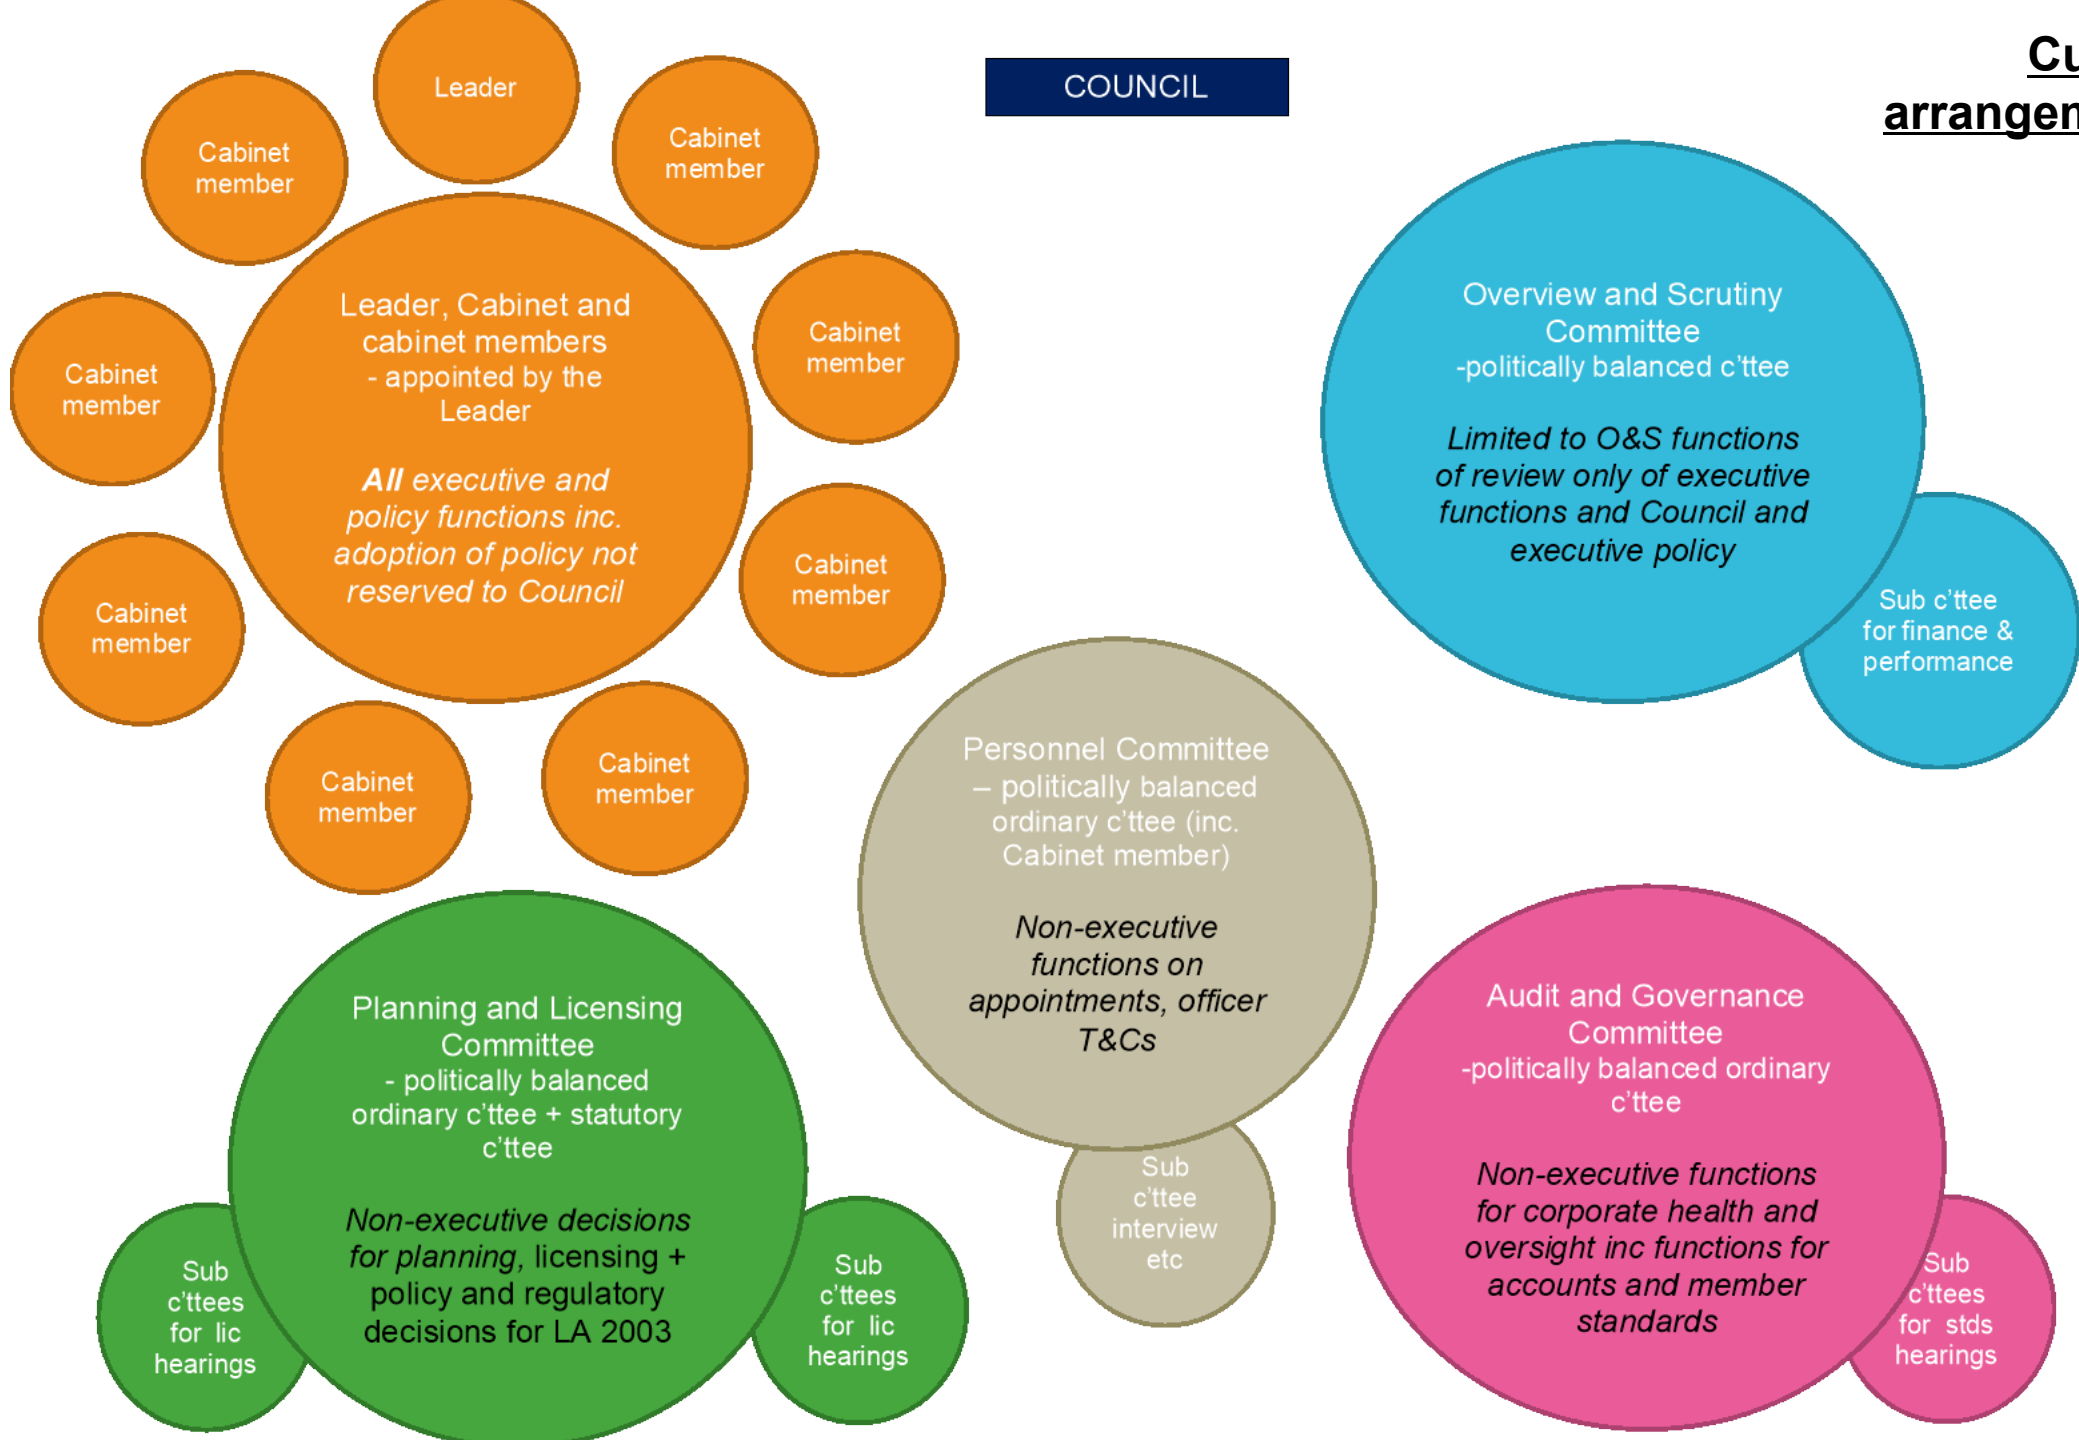 Leader
COUNCIL
Cabinet
member
Cabinet
member
Cabinet
member
Cabinet
member
Cabinet
member
Cabinet
member
Cabinet
member
Cabinet
member
Leader, Cabinet and
cabinet members
- appointed by the
Leader
All executive and
policy functions inc.
adoption of policy not
reserved to Council
Overview and Scrutiny
Committee
-politically balanced c'ttee
Limited to O&S functions
of review only of executive
functions and Council and
executive policy
Sub c'ttee
for finance &
performance
Personnel Committee
– politically balanced
ordinary c'ttee (inc.
Cabinet member)
Non-executive
functions on
appointments, officer
T&Cs
Sub
c'ttee
interview
etc
Planning and Licensing
Committee
- politically balanced
ordinary c'ttee + statutory
c'ttee
Non-executive decisions
for planning, licensing +
policy and regulatory
decisions for LA 2003
Sub
c'ttees
for lic
hearings
Sub
c'ttees
for lic
hearings
Audit and Governance
Committee
-politically balanced ordinary
c'ttee
Non-executive functions
for corporate health and
oversight inc functions for
accounts and member
standards
Sub
c'ttees
for stds
hearings